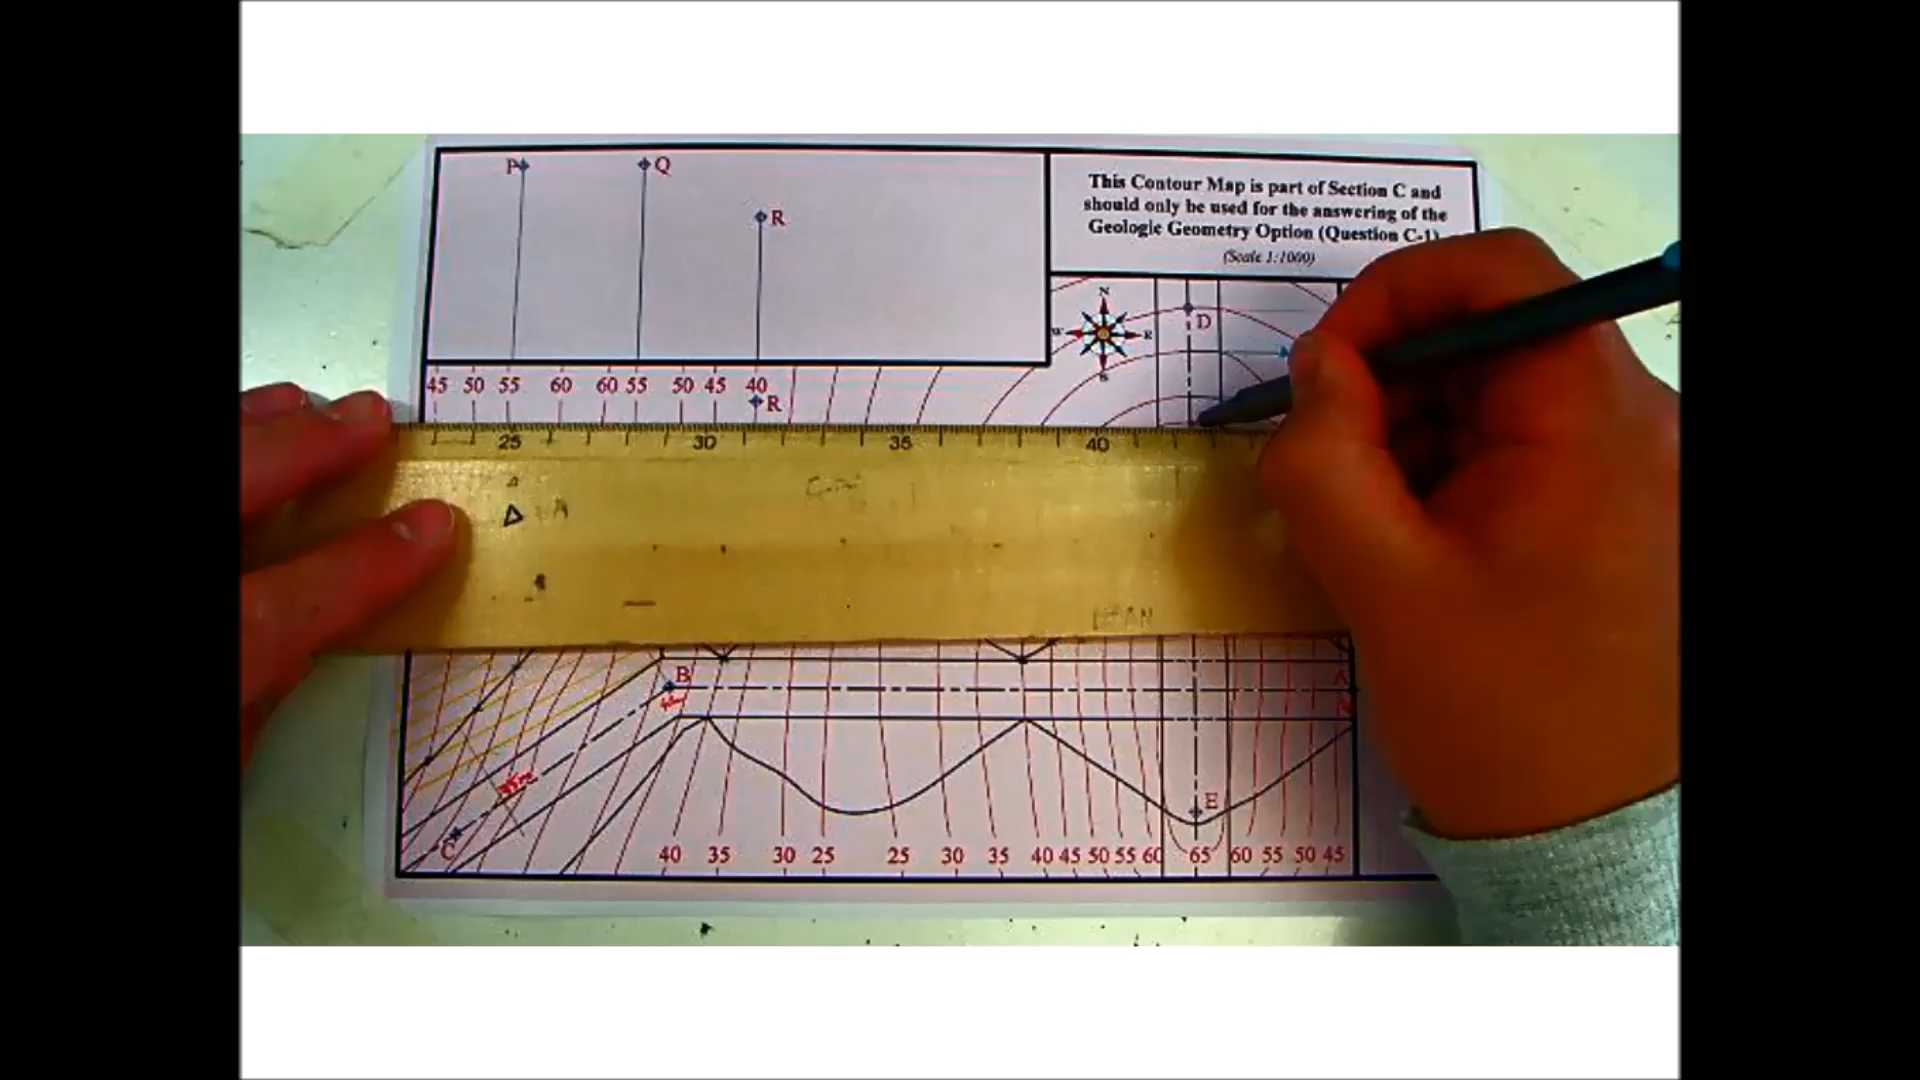 P
Q
R
This Contour Map is part of Section C and
should only be used for the answering of the
Geologic Geometry Option (Question C-1)
(Scale 1:1000)
N
W
E
S
D
45 50 55 60 60 55 50 45 40
R
25 30 35 40
A
B
A
C
E
40 35 30 25 25 30 35 40 45 50 55 60 65 60 55 50 45